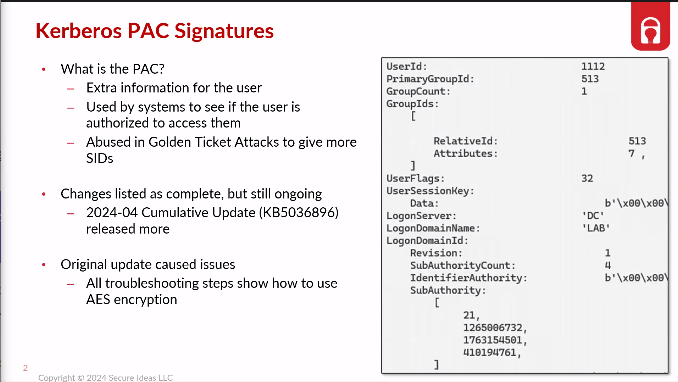 Kerberos PAC Signatures
• What is the PAC?
– Extra information for the user
– Used by systems to see if the user is
authorized to access them
– Abused in Golden Ticket Attacks to give more
SIDs
• Changes listed as complete, but still ongoing
– 2024-04 Cumulative Update (KB5036896)
released more
• Original update caused issues
– All troubleshooting steps show how to use
AES encryption
UserId: 1112
PrimaryGroupId: 513
GroupCount: 1
GroupIds:
[
RelativeId: 513
Attributes: 7 ,
]
UserFlags: 32
UserSessionKey:
Data: b'\x00\x00\
LogonServer: 'DC'
LogonDomainName: 'LAB'
LogonDomainId:
Revision: 1
SubAuthorityCount: 4
IdentifierAuthority: b'\x00\x00\
SubAuthority:
[
21,
1265006732,
1763154501,
410194761,
]
2
Copyright © 2024 Secure Ideas LLC